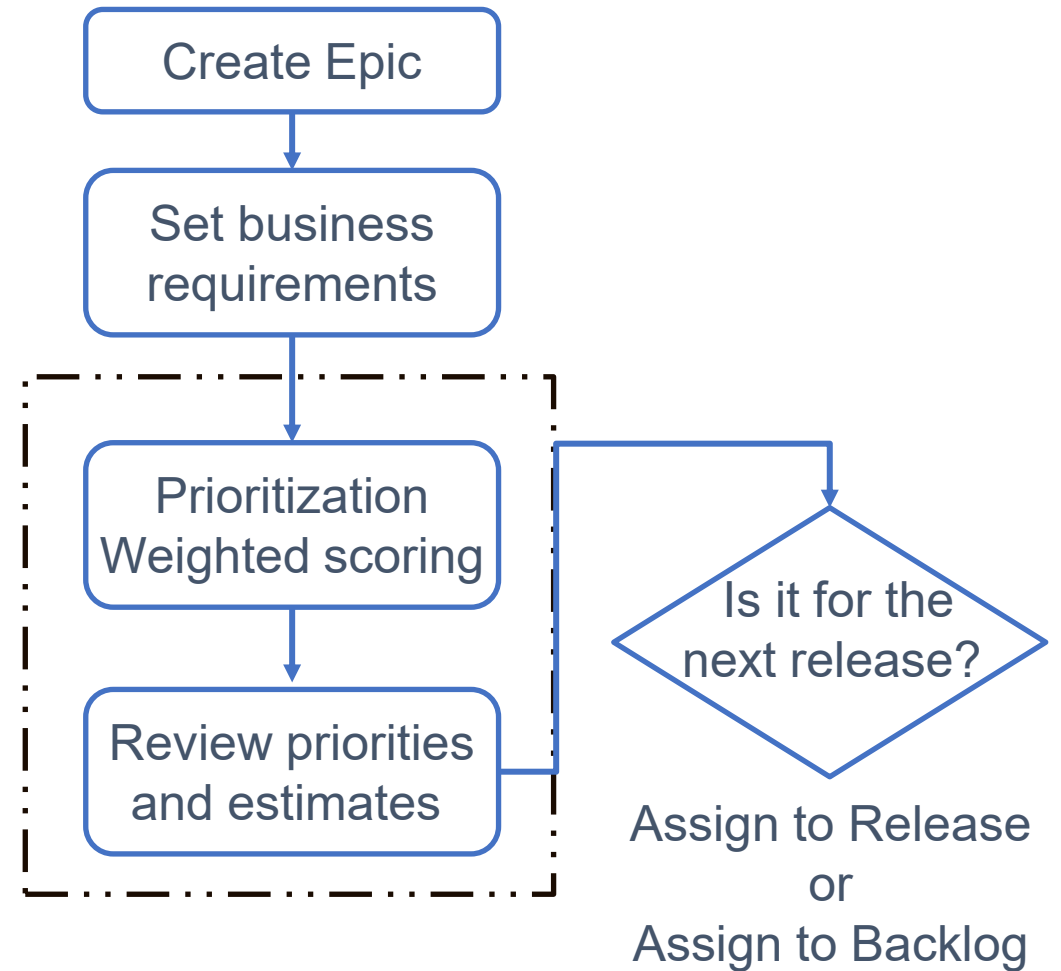 Create Epic
Set business
requirements
Prioritization
Weighted scoring
Review priorities
and estimates
Is it for the
next release?
Assign to Release
or
Assign to Backlog